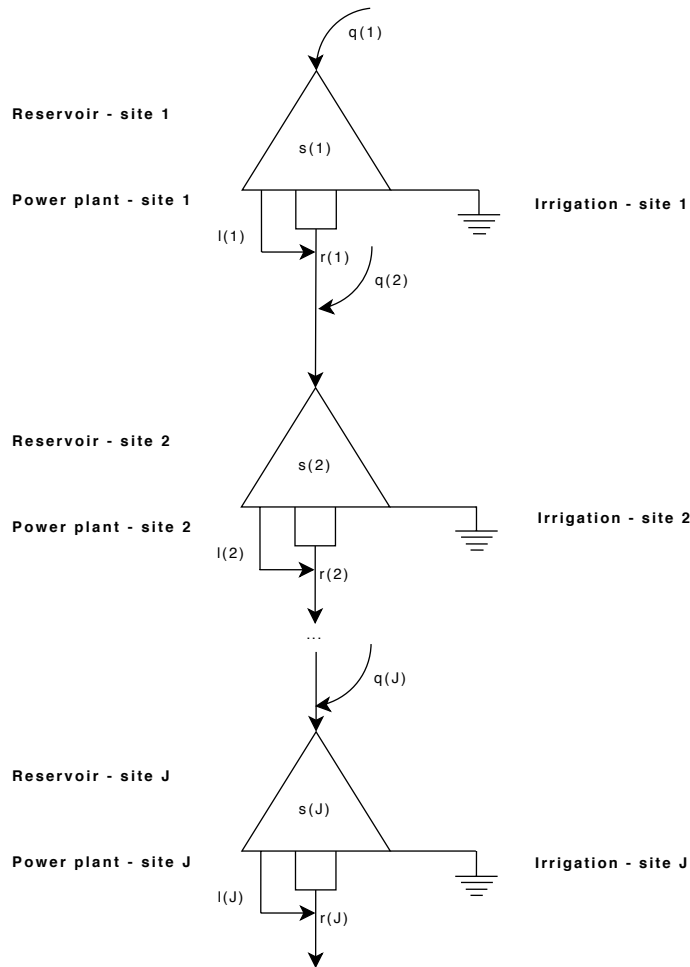 q(1)
Reservoir - site 1
s(1)
Power plant - site 1
Irrigation - site 1
l(1)
r(1)
q(2)
Reservoir - site 2
s(2)
Power plant - site 2
Irrigation - site 2
l(2)
r(2)
...
q(J)
Reservoir - site J
s(J)
Power plant - site J
Irrigation - site J
l(J)
r(J)